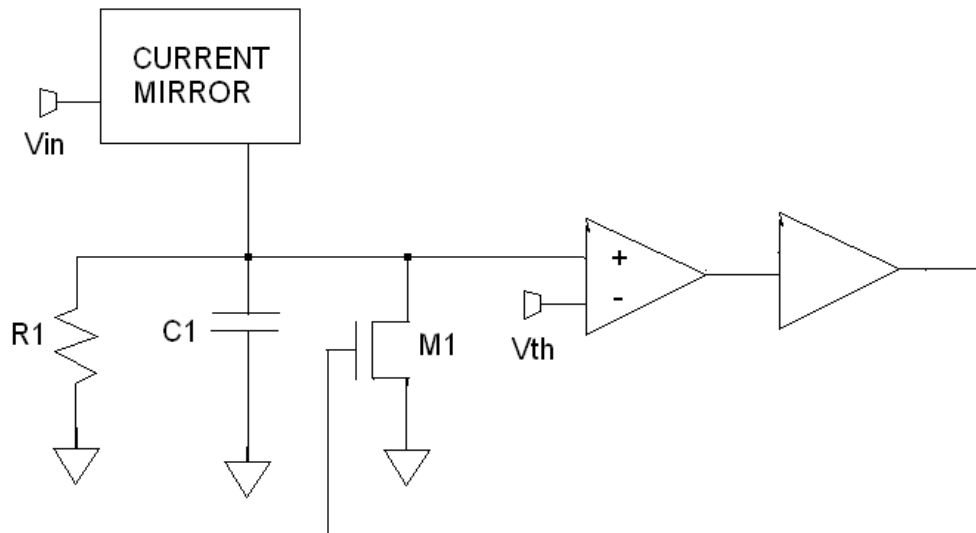 CURRENT
MIRROR
Vin
R1
C1
M1
+
-
Vth